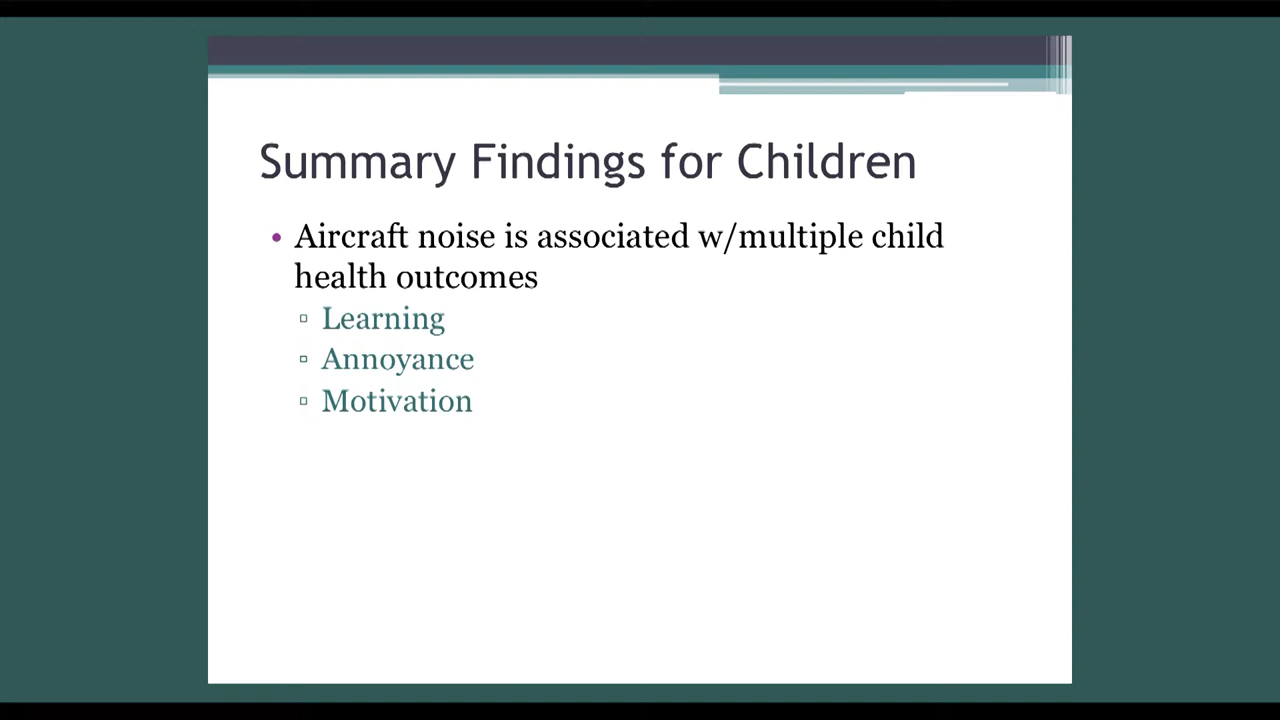 Summary Findings for Children
• Aircraft noise is associated w/multiple child
health outcomes
▫ Learning
▫ Annoyance
▫ Motivation